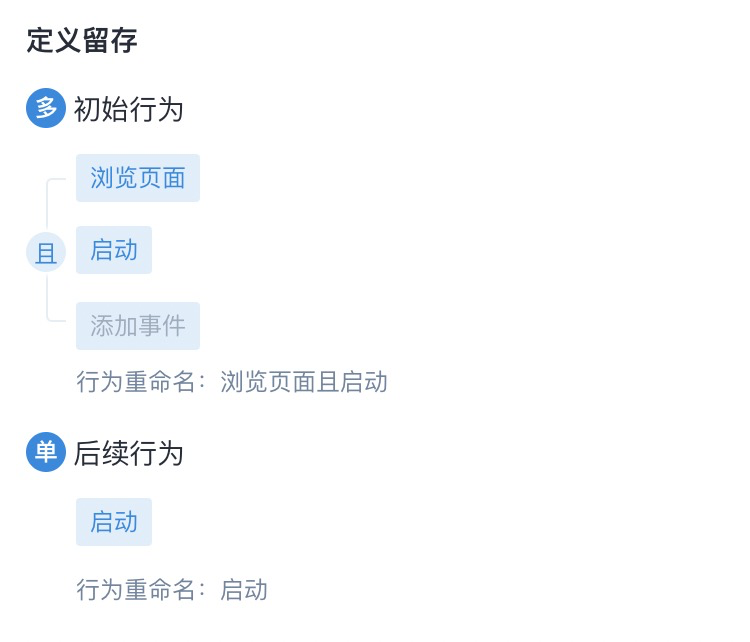 定义留存
多 初始行为
浏览页面
且 启动
添加事件
行为重命名：浏览页面且启动
单 后续行为
启动
行为重命名：启动